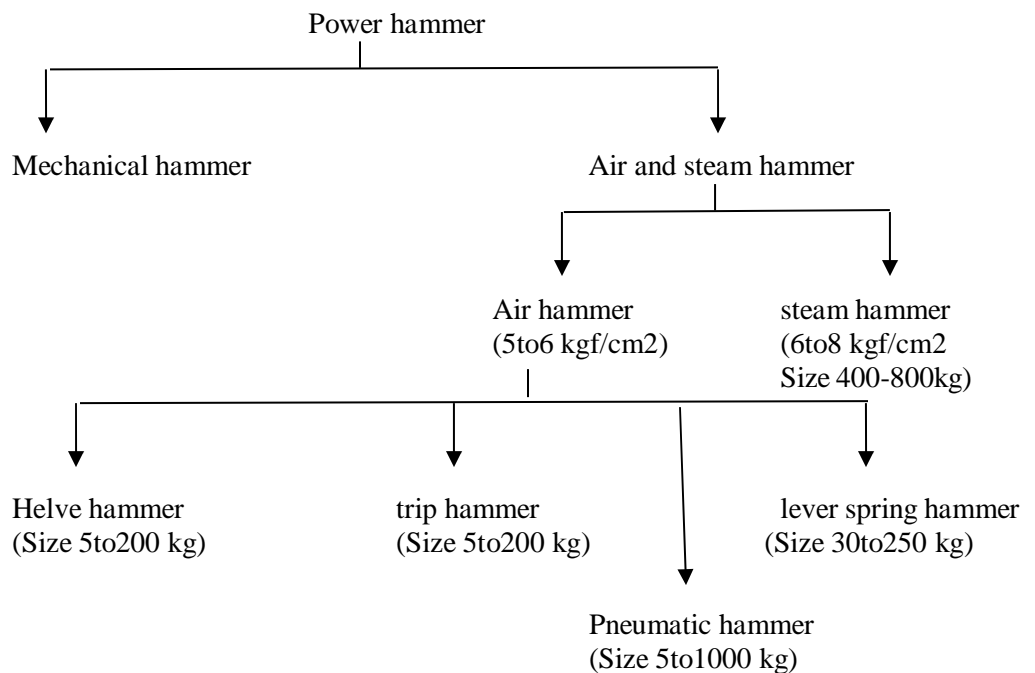 Power hammer
Mechanical hammer
Air and steam hammer
Air hammer
(5to6 kgf/cm2)
steam hammer
(6to8 kgf/cm2
Size 400-800kg)
Helve hammer
(Size 5to200 kg)
trip hammer
(Size 5to200 kg)
lever spring hammer
(Size 30to250 kg)
Pneumatic hammer
(Size 5to1000 kg)